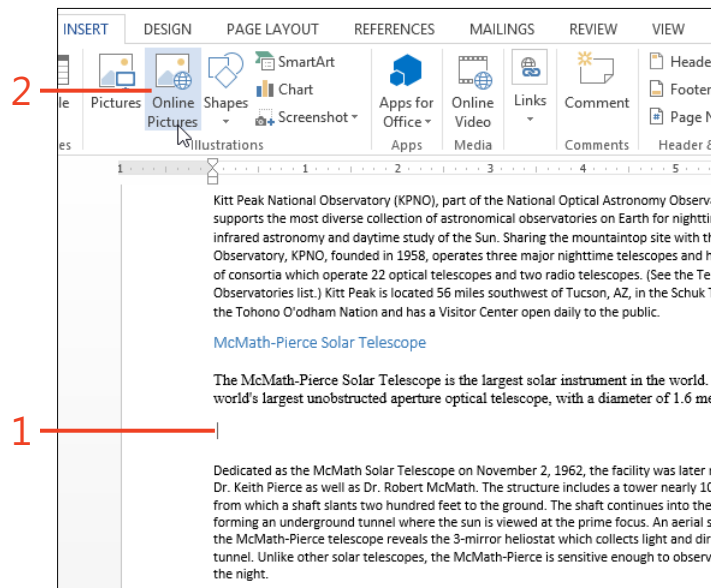 INSERT DESIGN PAGE LAYOUT REFERENCES MAILINGS REVIEW VIEW
SmartArt
Chart
Screenshot
Pictures
Online
Pictures
Shapes
Illustrations
Apps for
Office
Apps
Online
Video
Media
Links
Comment
Comments
Heade
Footer
Page N
Header &
2
1 1 2 3 4 5
Kitt Peak National Observatory (KPNO), part of the National Optical Astronomy Observa
supports the most diverse collection of astronomical observatories on Earth for nighttin
infrared astronomy and daytime study of the Sun. Sharing the mountaintop site with th
Observatory, KPNO, founded in 1958, operates three major nighttime telescopes and h
of consortia which operate 22 optical telescopes and two radio telescopes. (See the Te
Observatories list.) Kitt Peak is located 56 miles southwest of Tucson, AZ, in the Schuk T
the Tohono O'odham Nation and has a Visitor Center open daily to the public.
McMath-Pierce Solar Telescope
The McMath-Pierce Solar Telescope is the largest solar instrument in the world.
world's largest unobstructed aperture optical telescope, with a diameter of 1.6 me
1
Dedicated as the McMath Solar Telescope on November 2, 1962, the facility was later r
Dr. Keith Pierce as well as Dr. Robert McMath. The structure includes a tower nearly 10
from which a shaft slants two hundred feet to the ground. The shaft continues into the
forming an underground tunnel where the sun is viewed at the prime focus. An aerial s
the McMath-Pierce telescope reveals the 3-mirror heliostat which collects light and dir
tunnel. Unlike other solar telescopes, the McMath-Pierce is sensitive enough to observ
the night.